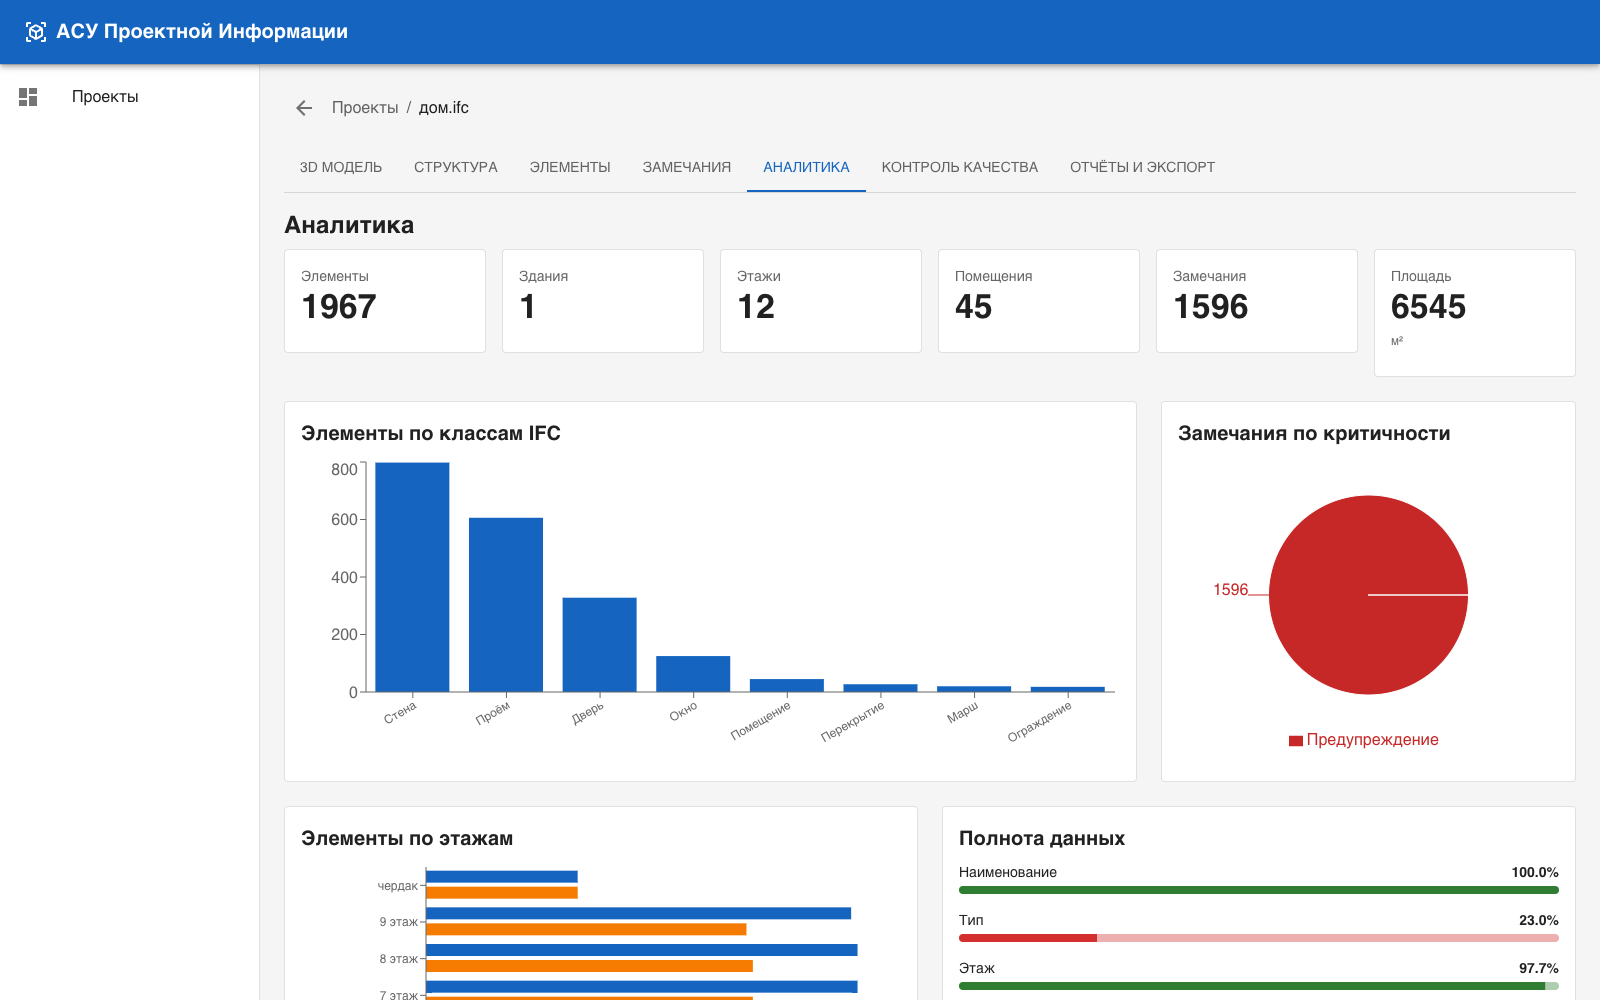 АСУ Проектной Информации
Проекты
Проекты / дом.ifc
3D МОДЕЛЬ СТРУКТУРА ЭЛЕМЕНТЫ ЗАМЕЧАНИЯ АНАЛИТИКА КОНТРОЛЬ КАЧЕСТВА ОТЧЁТЫ И ЭКСПОРТ
Аналитика
Элементы
1967
Здания
1
Этажи
12
Помещения
45
Замечания
1596
Площадь
6545
м²
Элементы по классам IFC
800
600
400
200
0
Стена Проём Дверь Окно Помещение Перекрытие Марш Ограждение
Замечания по критичности
1596
Предупреждение
Элементы по этажам
чердак
9 этаж
8 этаж
7 этаж
Полнота данных
Наименование 100.0%
Тип 23.0%
Этаж 97.7%